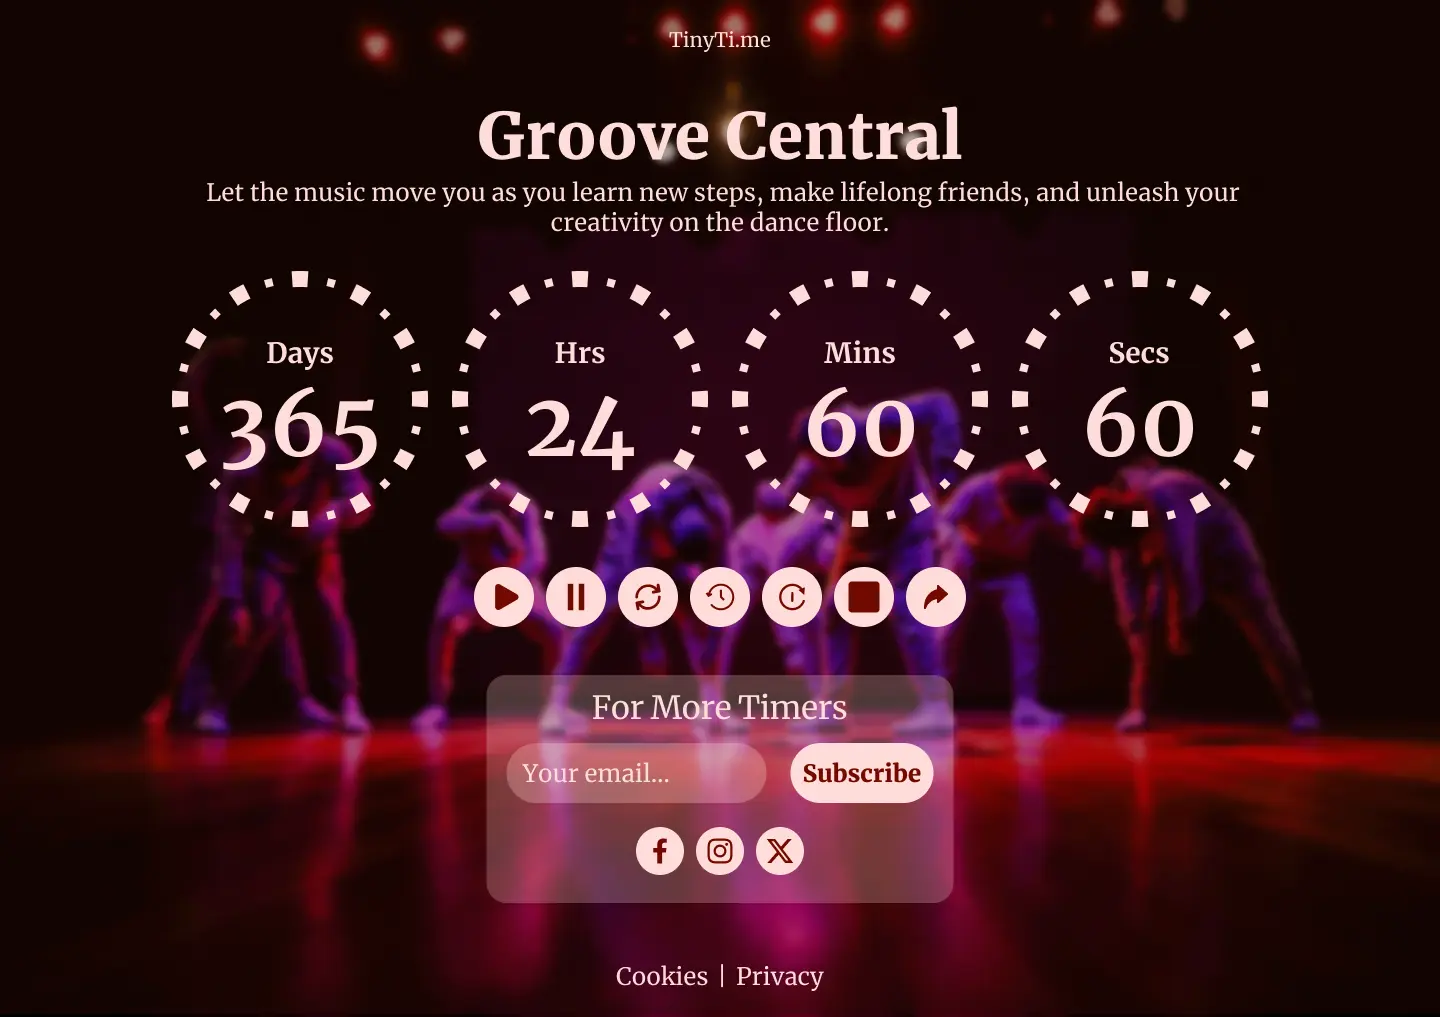 TinyTi.me
Groove Central
Let the music move you as you learn new steps, make lifelong friends, and unleash your
creativity on the dance floor.
Days
365
Hrs
24
Mins
60
Secs
60
For More Timers
Your email...
Subscribe
Cookies | Privacy